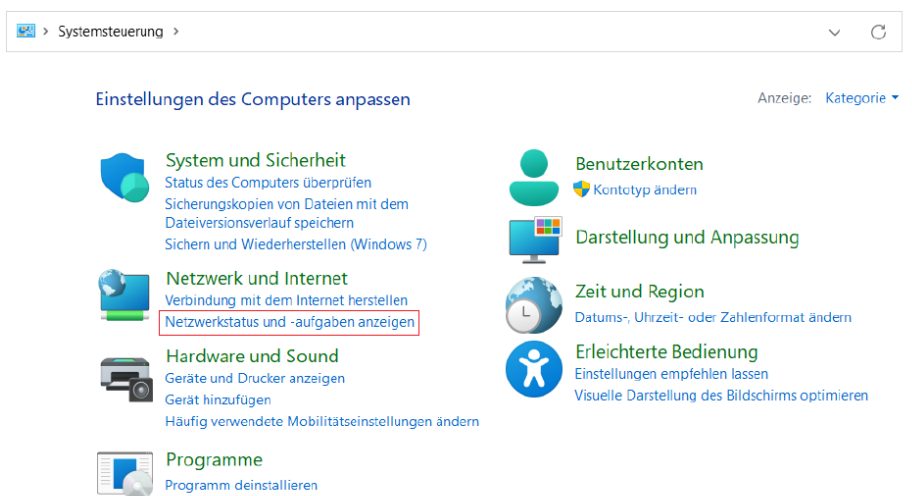 Systemsteuerung
Einstellungen des Computers anpassen
Anzeige: Kategorie
System und Sicherheit
Status des Computers überprüfen
Sicherungskopien von Dateien mit dem
Dateiversionsverlauf speichern
Sichern und Wiederherstellen (Windows 7)
Netzwerk und Internet
Verbindung mit dem Internet herstellen
Netzwerkstatus und -aufgaben anzeigen
Hardware und Sound
Geräte und Drucker anzeigen
Gerät hinzufügen
Häufig verwendete Mobilitätseinstellungen ändern
Programme
Programm deinstallieren
Benutzerkonten
Kontotyp ändern
Darstellung und Anpassung
Zeit und Region
Datums-, Uhrzeit- oder Zahlenformat ändern
Erleichterte Bedienung
Einstellungen empfehlen lassen
Visuelle Darstellung des Bildschirms optimieren